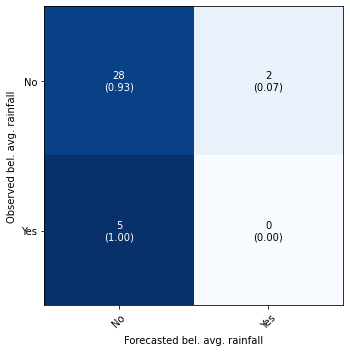 Observed bel. avg. rainfall
No
28
(0.93)
2
(0.07)
Yes
5
(1.00)
0
(0.00)
No
Yes
Forecasted bel. avg. rainfall